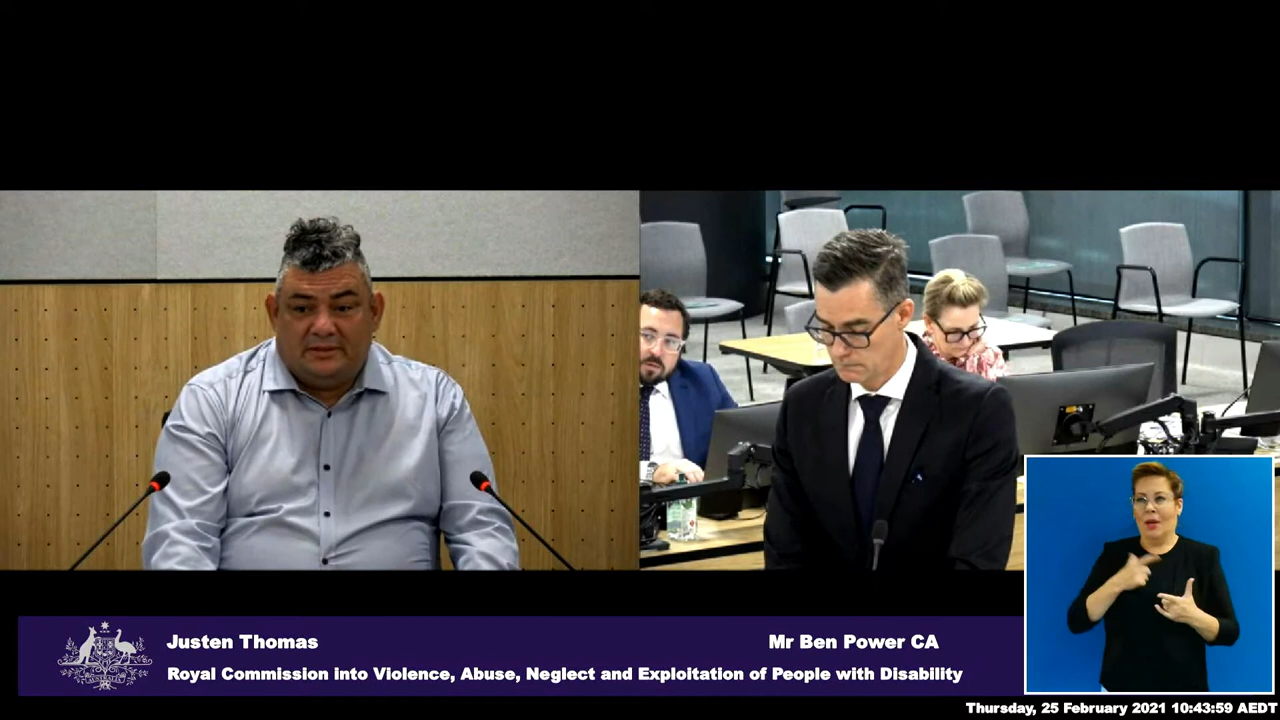 Justen Thomas
Mr Ben Power CA
Royal Commission into Violence, Abuse, Neglect and Exploitation of People with Disability
Thursday, 25 February 2021 10:43:59 AEDT